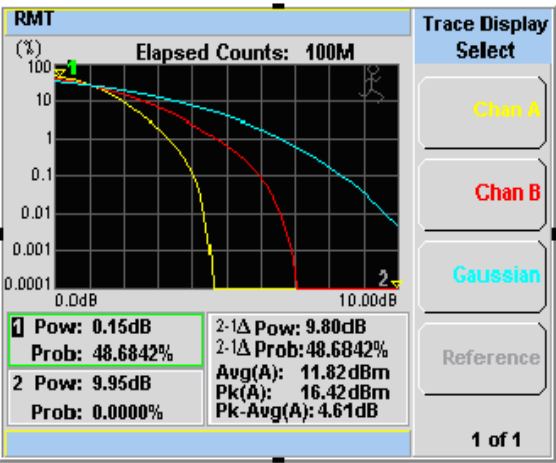 RMT
Trace Display
Select
(%)
Elapsed Counts: 100M
1
100
10
1
0.1
0.01
0.001
0.0001
2
0.0dB
10.00dB
Chan A
Chan B
Gaussian
Reference
1 of 1
1 Pow: 0.15dB
Prob: 48.6842%
2 Pow: 9.95dB
Prob: 0.0000%
2-1Δ Pow: 9.80dB
2-1Δ Prob: 48.6842%
Avg(A): 11.82dBm
Pk(A): 16.42dBm
Pk-Avg(A): 4.61dB